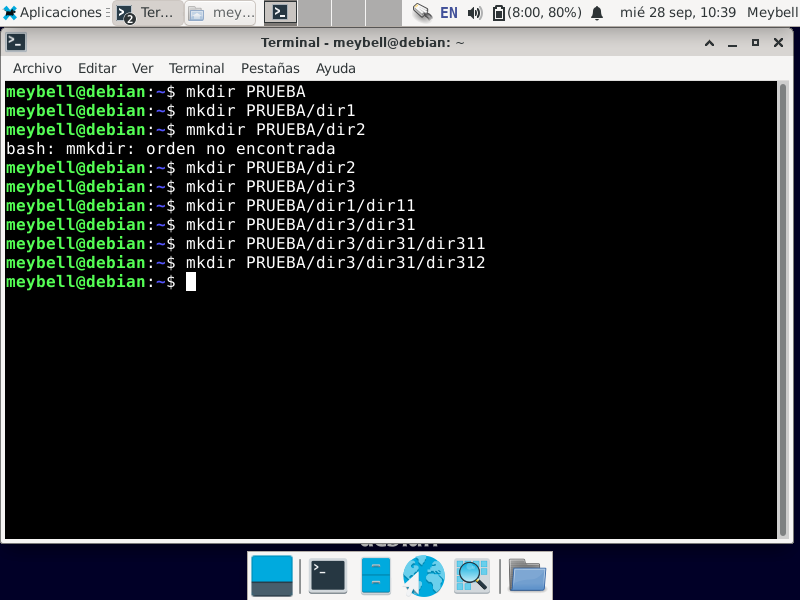 Aplicaciones
2
Ter...
mey...
EN
(8:00, 80%)
mié 28 sep, 10:39
Meybell
Terminal - meybell@debian: ~
Archivo Editar Ver Terminal Pestañas Ayuda
meybell@debian:~$ mkdir PRUEBA
meybell@debian:~$ mkdir PRUEBA/dir1
meybell@debian:~$ mmkdir PRUEBA/dir2
bash: mmkdir: orden no encontrada
meybell@debian:~$ mkdir PRUEBA/dir2
meybell@debian:~$ mkdir PRUEBA/dir3
meybell@debian:~$ mkdir PRUEBA/dir1/dir11
meybell@debian:~$ mkdir PRUEBA/dir3/dir31
meybell@debian:~$ mkdir PRUEBA/dir3/dir31/dir311
meybell@debian:~$ mkdir PRUEBA/dir3/dir31/dir312
meybell@debian:~$